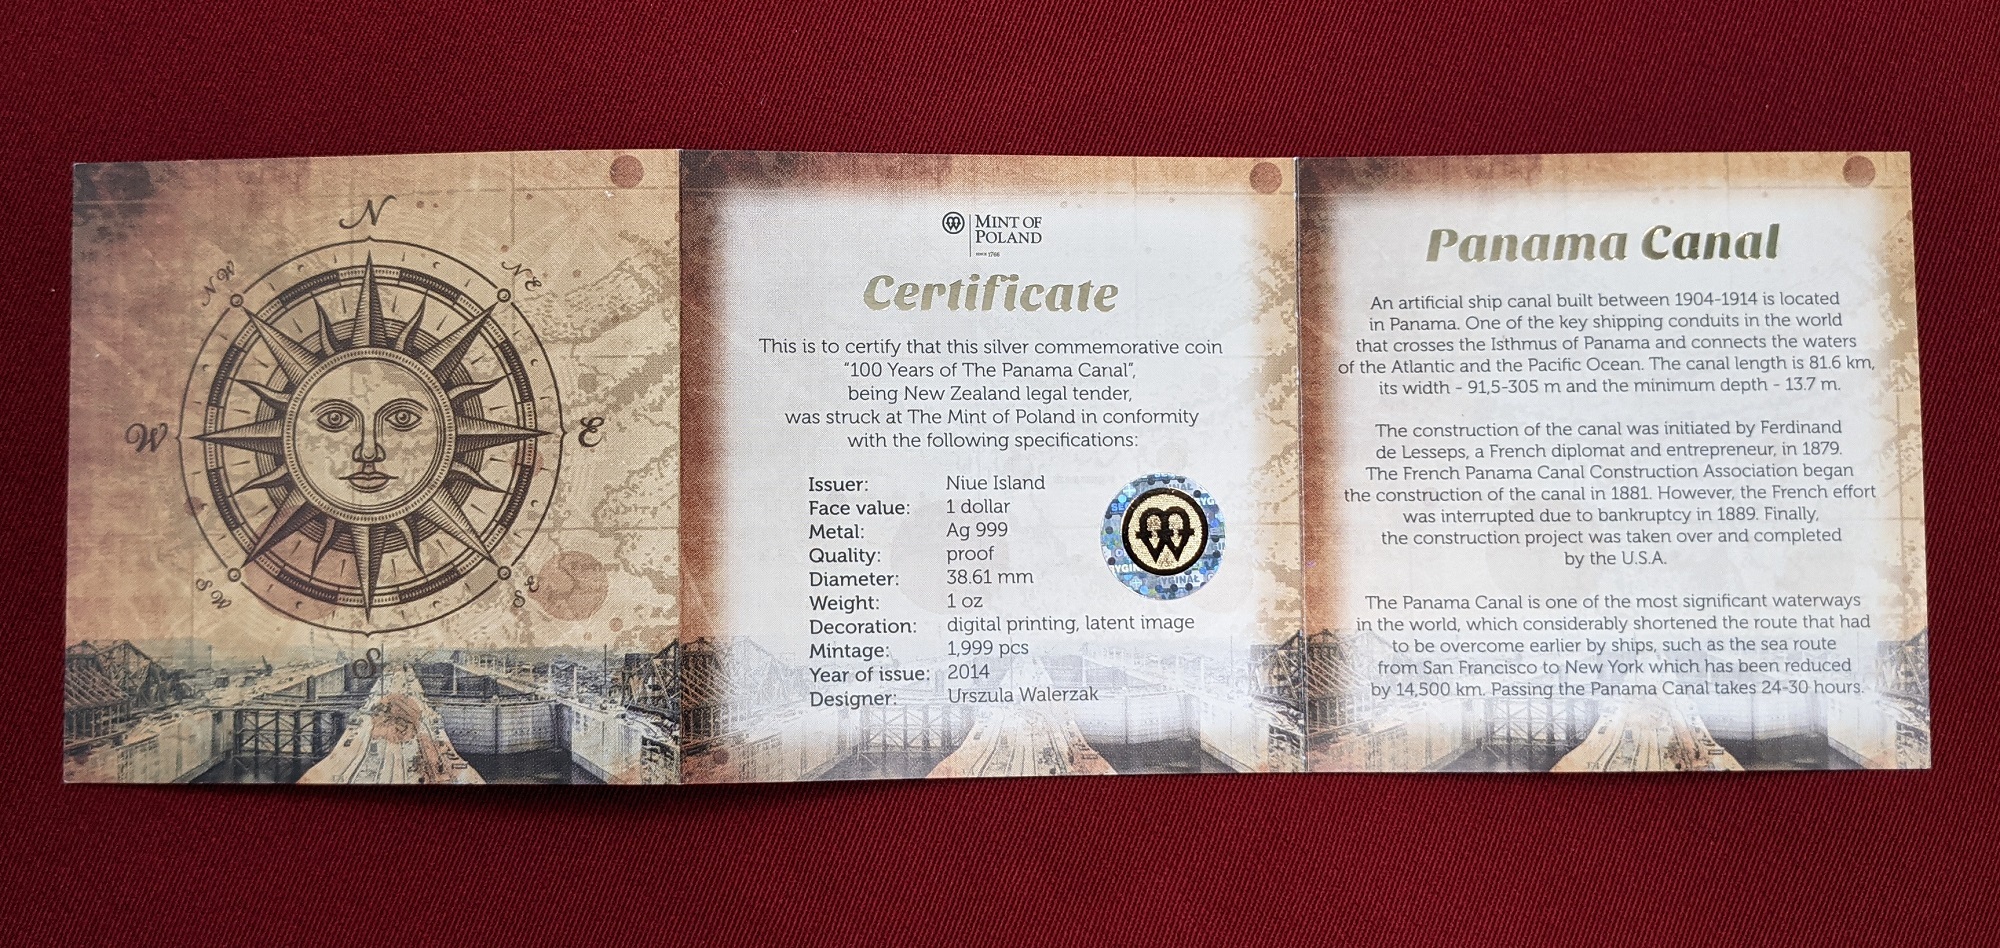 N
NW
NE
W
E
SW
SE
S
MINT OF
POLAND
SINCE 1766
Certificate
This is to certify that this silver commemorative coin
"100 Years of The Panama Canal",
being New Zealand legal tender,
was struck at The Mint of Poland in conformity
with the following specifications:
Issuer: Niue Island
Face value: 1 dollar
Metal: Ag 999
Quality: proof
Diameter: 38.61 mm
Weight: 1 oz
Decoration: digital printing, latent image
Mintage: 1,999 pcs
Year of issue: 2014
Designer: Urszula Walerzak
Panama Canal
An artificial ship canal built between 1904-1914 is located
in Panama. One of the key shipping conduits in the world
that crosses the Isthmus of Panama and connects the waters
of the Atlantic and the Pacific Ocean. The canal length is 81.6 km,
its width - 91,5-305 m and the minimum depth - 13.7 m.
The construction of the canal was initiated by Ferdinand
de Lesseps, a French diplomat and entrepreneur, in 1879.
The French Panama Canal Construction Association began
the construction of the canal in 1881. However, the French effort
was interrupted due to bankruptcy in 1889. Finally,
the construction project was taken over and completed
by the U.S.A.
The Panama Canal is one of the most significant waterways
in the world, which considerably shortened the route that had
to be overcome earlier by ships, such as the sea route
from San Francisco to New York which has been reduced
by 14,500 km. Passing the Panama Canal takes 24-30 hours.